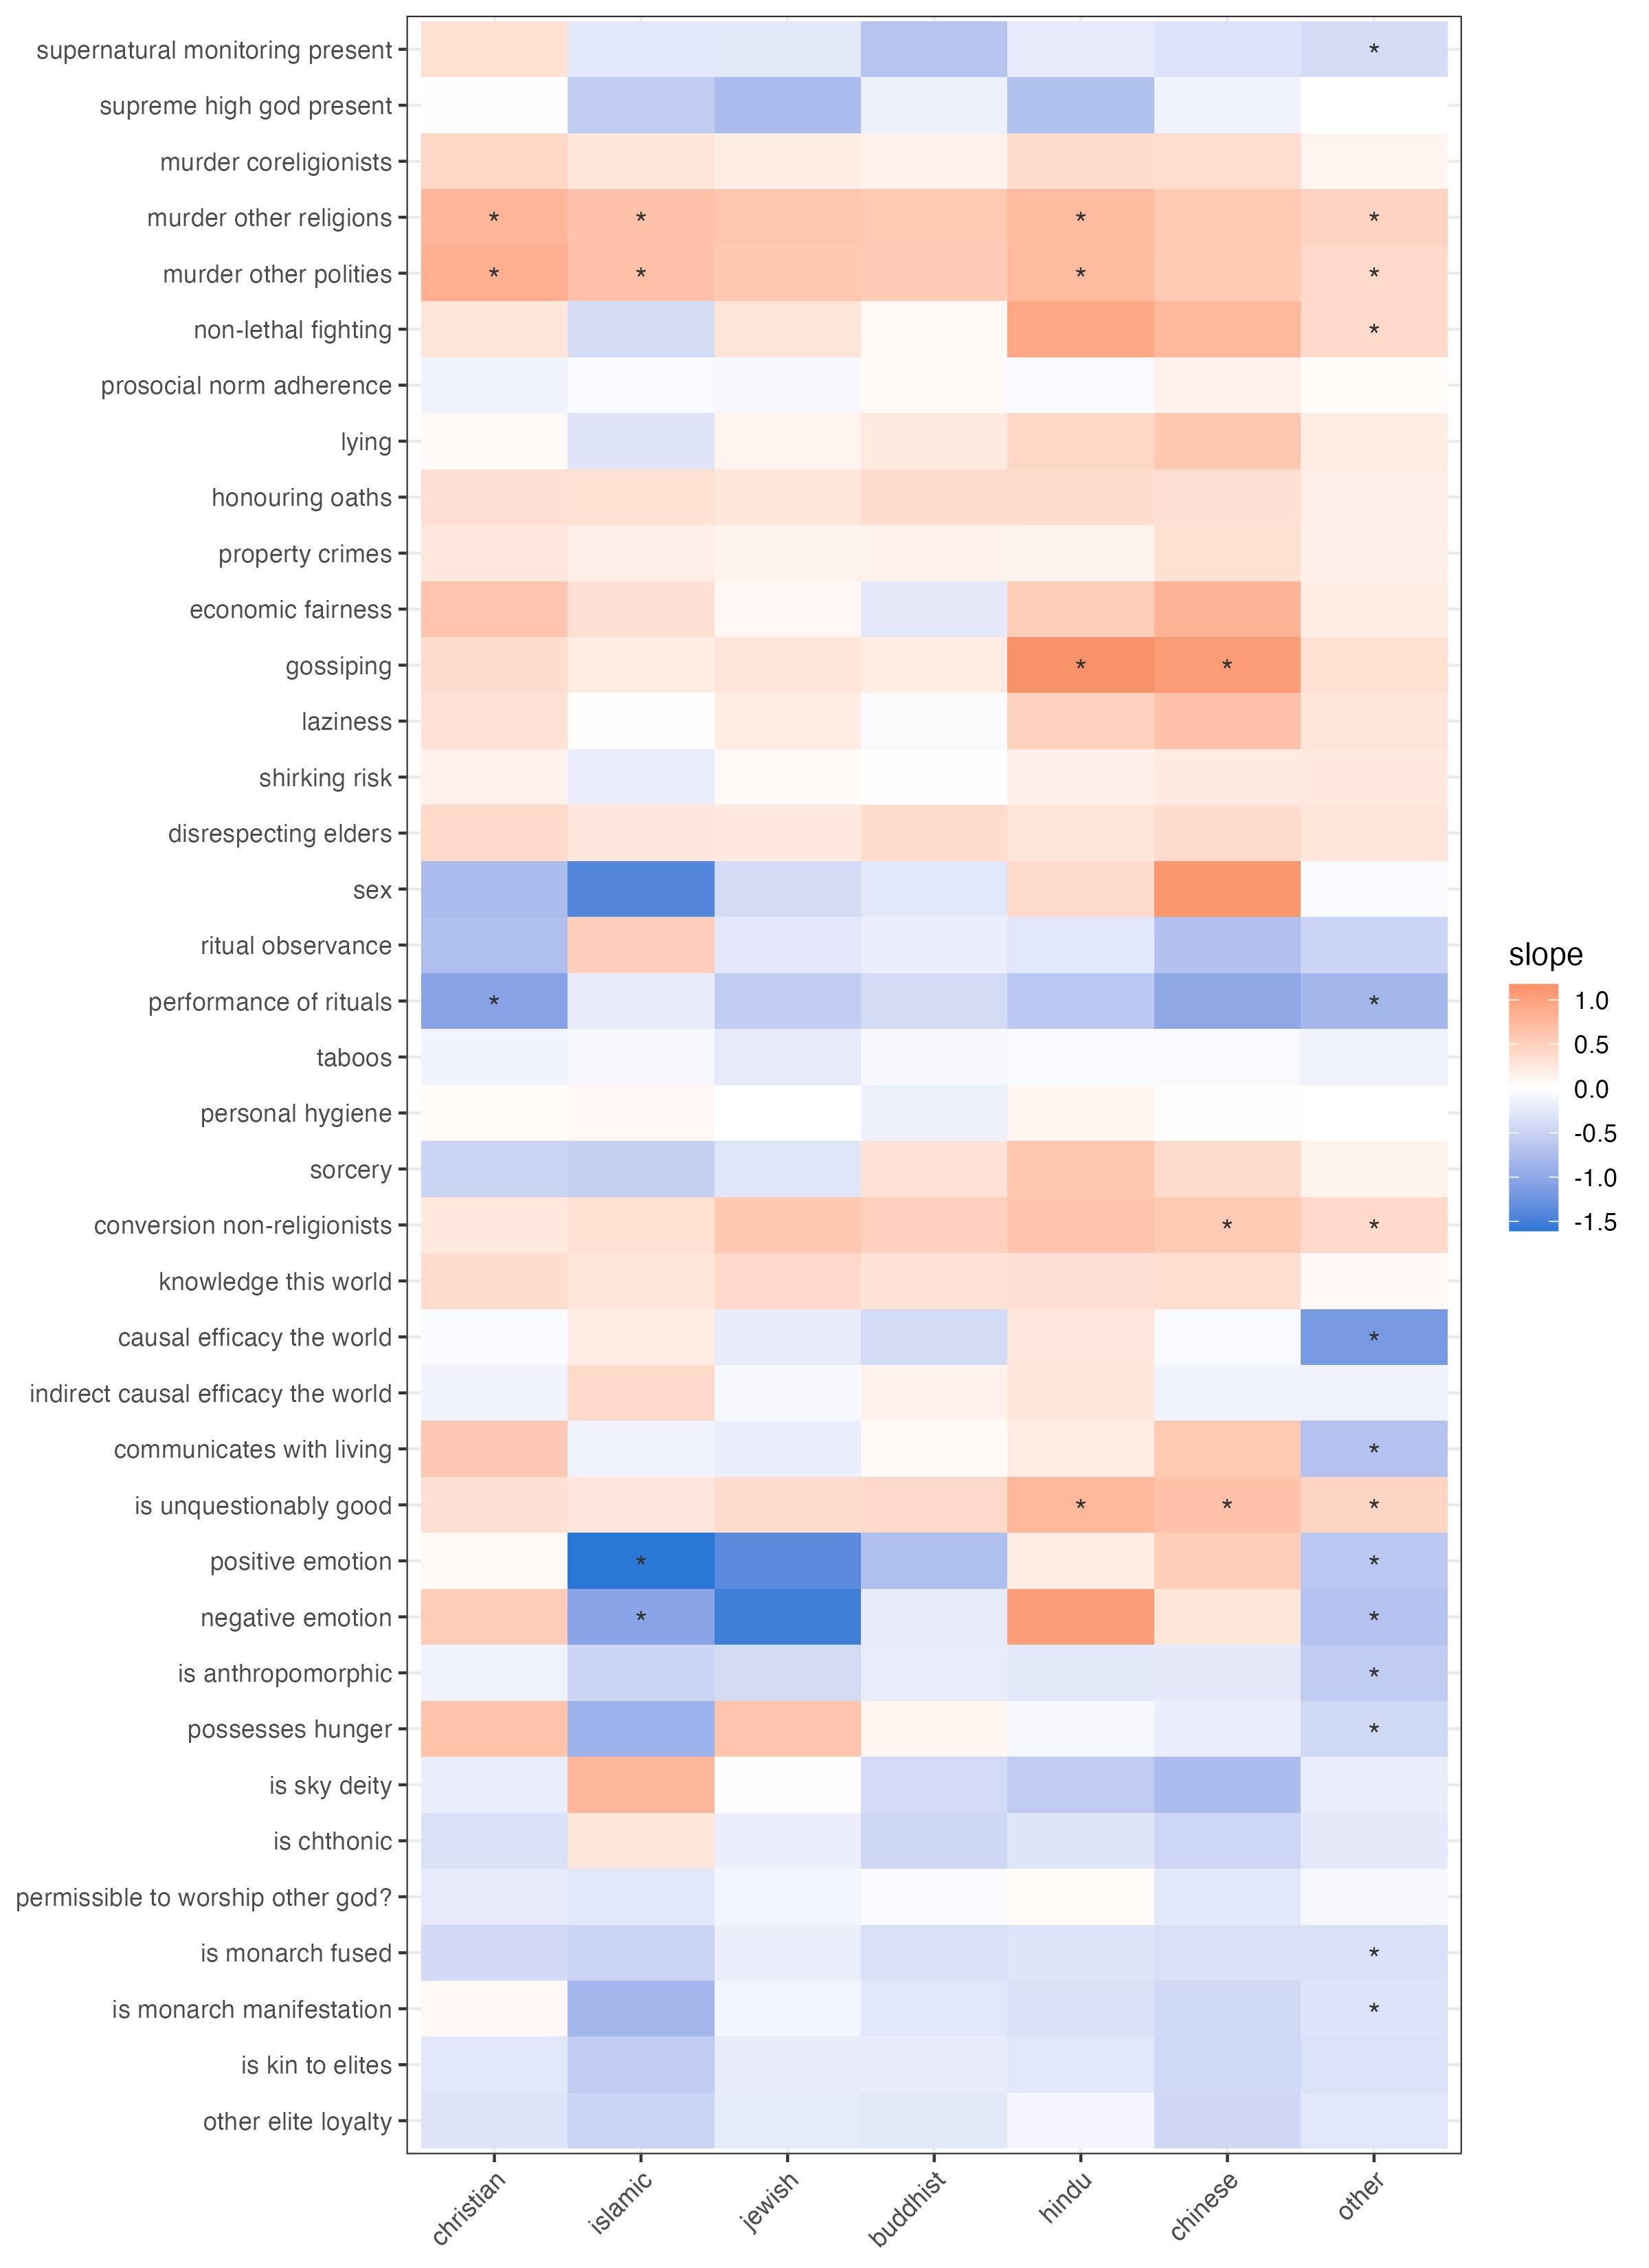 supernatural monitoring present
*
supreme high god present
murder coreligionists
murder other religions
* * * *
murder other polities
* * * *
non-lethal fighting
*
prosocial norm adherence
lying
honouring oaths
property crimes
economic fairness
gossiping
* *
laziness
shirking risk
disrespecting elders
sex
ritual observance
performance of rituals
* *
taboos
personal hygiene
sorcery
conversion non-religionists
* *
knowledge this world
causal efficacy the world
*
indirect causal efficacy the world
communicates with living
*
is unquestionably good
* * *
positive emotion
* *
negative emotion
* *
is anthropomorphic
*
possesses hunger
*
is sky deity
is chthonic
permissible to worship other god?
is monarch fused
*
is monarch manifestation
*
is kin to elites
other elite loyalty
christian
islamic
jewish
buddhist
hindu
chinese
other
slope
1.0
0.5
0.0
-0.5
-1.0
-1.5